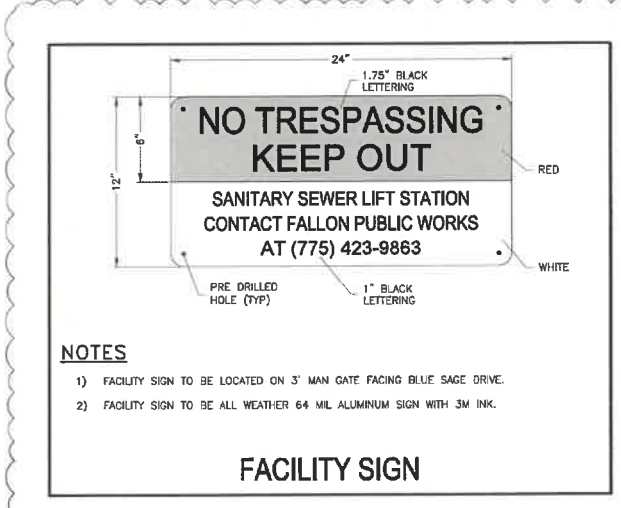 24"
1.75" BLACK
LETTERING
12"
6"
NO TRESPASSING
KEEP OUT
RED
SANITARY SEWER LIFT STATION
CONTACT FALLON PUBLIC WORKS
AT (775) 423-9863
WHITE
PRE DRILLED
HOLE (TYP)
1" BLACK
LETTERING
NOTES
1) FACILITY SIGN TO BE LOCATED ON 3' MAN GATE FACING BLUE SAGE DRIVE.
2) FACILITY SIGN TO BE ALL WEATHER 64 MIL ALUMINUM SIGN WITH 3M INK.
FACILITY SIGN